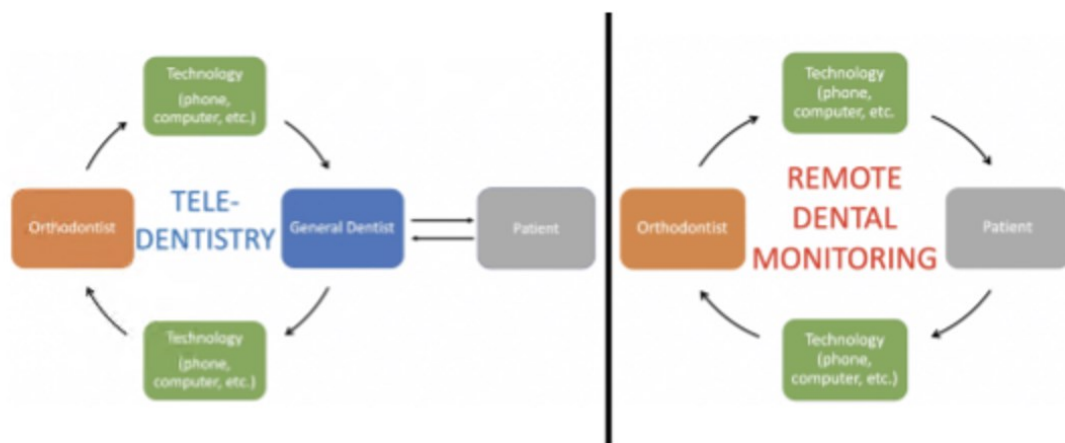 Technology
(phone,
computer, etc.)
Orthodontist
TELE-
DENTISTRY
General Dentist
Patient
Technology
(phone,
computer, etc.)
Technology
(phone,
computer, etc.
Orthodontist
REMOTE
DENTAL
MONITORING
Patient
Technology
(phone,
computer, etc.)